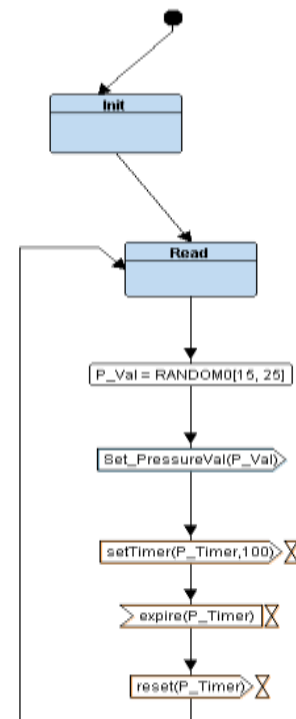 Init
Read
P_Val = RANDOM0[15, 25]
Set_PressureVal(P_Val)
setTimer(P_Timer,100)
expire(P_Timer)
reset(P_Timer)